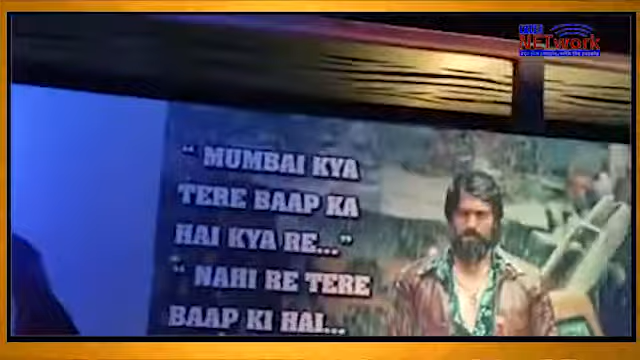 NETWork
" MUMBAI KYA
TERE BAAP KA
HAI KYA RE..."
" NAHI RE TERE
BAAP KI HAI...